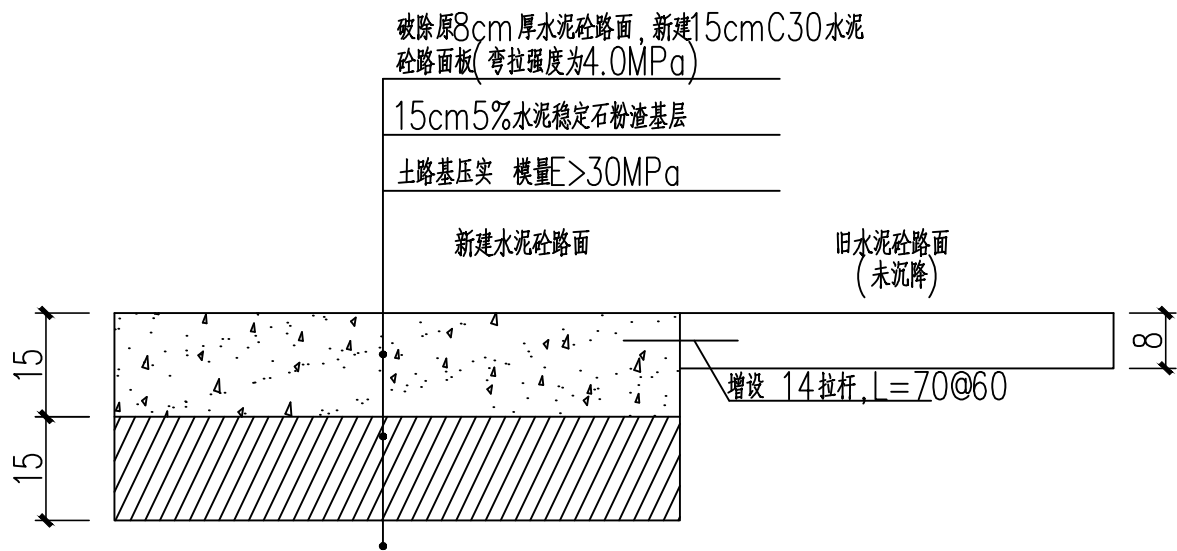 破除原8cm厚水泥砼路面,新建15cmC30水泥
砼路面板(弯拉强度为4.0MPa)
15cm5%水泥稳定石粉渣基层
土路基压实 模量E>30MPa
新建水泥砼路面
旧水泥砼路面
(未沉降)
15
8
增设 14拉杆,L=70@60
15